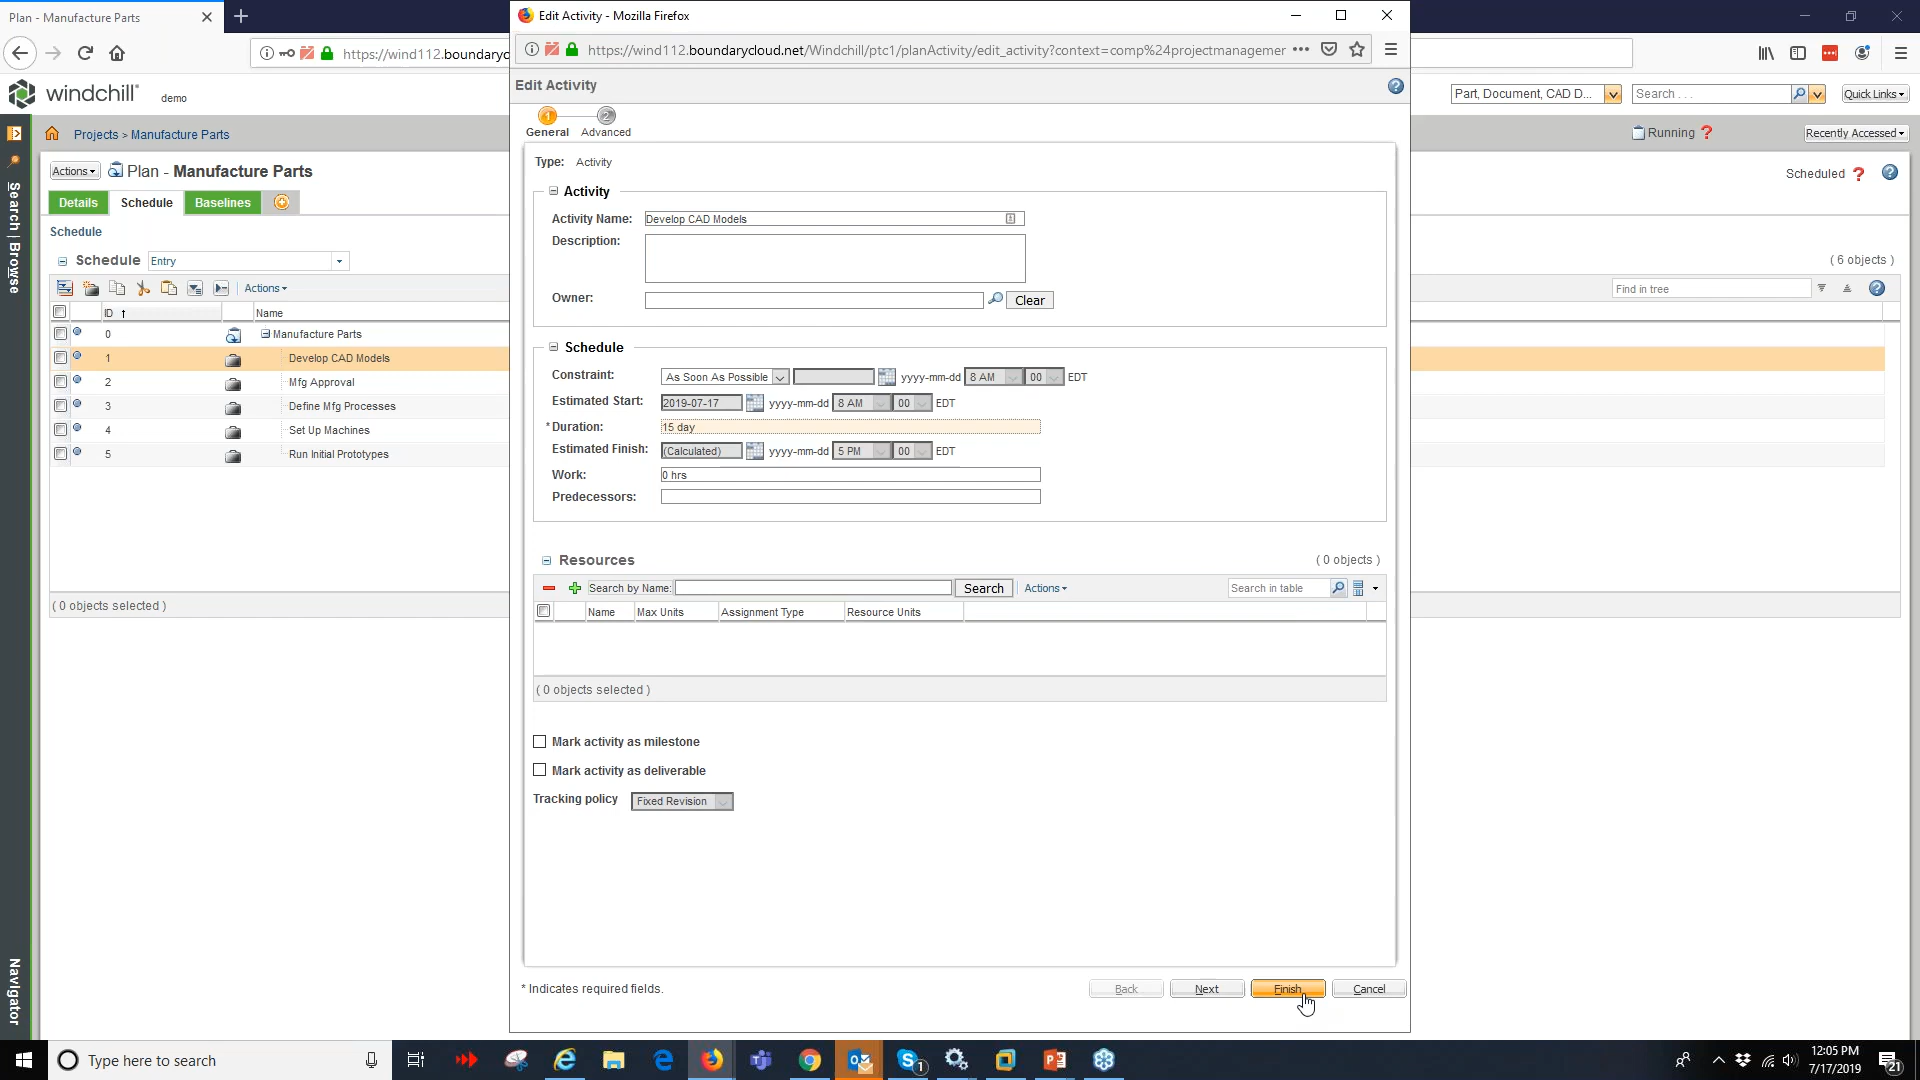 Plan - Manufacture Parts
https://wind112.boundaryc
windchill
demo
Projects > Manufacture Parts
Actions
Plan - Manufacture Parts
Details
Schedule
Baselines
Schedule
Schedule
Entry
Actions
ID
Name
0
Manufacture Parts
1
Develop CAD Models
2
Mfg Approval
3
Define Mfg Processes
4
Set Up Machines
5
Run Initial Prototypes
( 0 objects selected )
Search | Browse
Navigator
Edit Activity - Mozilla Firefox
https://wind112.boundarycloud.net/Windchill/ptc1/planActivity/edit_activity?context=comp%24projectmanagemer
Edit Activity
1
2
General
Advanced
Type: Activity
Activity
Activity Name:
Develop CAD Models
Description:
Owner:
Clear
Schedule
Constraint:
As Soon As Possible
yyyy-mm-dd
8 AM
00
EDT
Estimated Start:
2019-07-17
yyyy-mm-dd
8 AM
00
EDT
* Duration:
15 day
Estimated Finish:
(Calculated)
yyyy-mm-dd
5 PM
00
EDT
Work:
0 hrs
Predecessors:
Resources
( 0 objects )
Search by Name:
Search
Actions
Search in table
Name
Max Units
Assignment Type
Resource Units
( 0 objects selected )
Mark activity as milestone
Mark activity as deliverable
Tracking policy
Fixed Revision
* Indicates required fields.
Back
Next
Finish
Cancel
Part, Document, CAD D...
Search . . .
Quick Links
Running
Recently Accessed
Scheduled
( 6 objects )
Find in tree
Type here to search
1
12:05 PM
7/17/2019
21